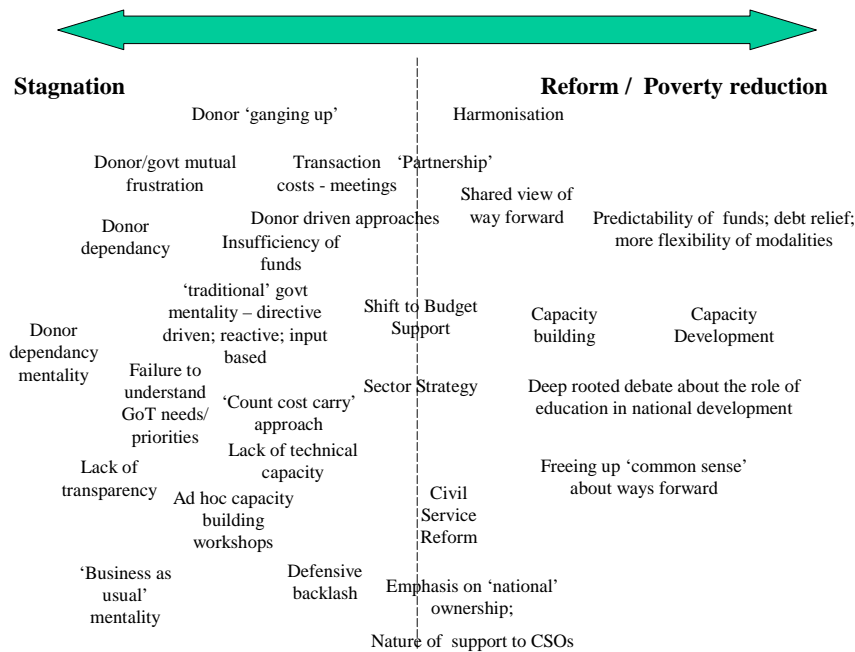 Stagnation
Reform / Poverty reduction
Donor ‘ganging up’
Harmonisation
Donor/govt mutual
frustration
Transaction
costs - meetings
‘Partnership’
Shared view of
way forward
Donor
dependancy
Donor driven approaches
Insufficiency of
funds
Predictability of funds; debt relief;
more flexibility of modalities
‘traditional’ govt
mentality – directive
driven; reactive; input
based
Shift to Budget
Support
Capacity
building
Capacity
Development
Donor
dependancy
mentality
Failure to
understand
GoT needs/
priorities
‘Count cost carry’
approach
Sector Strategy
Deep rooted debate about the role of
education in national development
Lack of technical
capacity
Lack of
transparency
Freeing up ‘common sense’
about ways forward
Ad hoc capacity
building
workshops
Civil
Service
Reform
‘Business as
usual’
mentality
Defensive
backlash
Emphasis on ‘national’
ownership;
Nature of support to CSOs